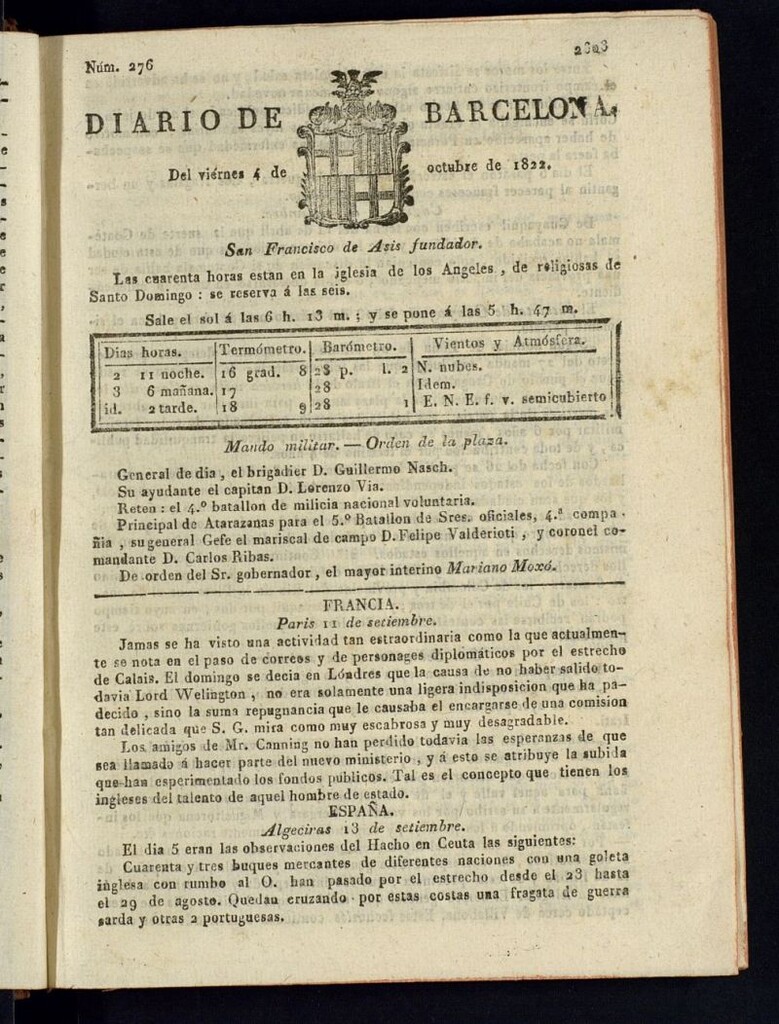 Núm. 276
DIARIO DE BARCELONA,
Del viérnes 4 de octubre de 1822.
San Francisco de Asis fundador.
Las cuarenta horas estan en la iglesia de los Angeles , de religiosas de
Santo Domingo : se reserva á las seis.
Sale el sol á las 6 h. 13 m. ; y se pone á las 5 h. 47 m.
Dias horas. Termómetro. Barómetro. Vientos y Atmósfera.
2 11 noche. 16 grad. 8 28 p. l. 2 N. nubes.
3 6 mañana. 17 28 Idem.
id. 2 tarde. 18 9 28 1 E. N. E. f. v. semicubierto
Mando militar. — Orden de la plaza.
General de dia , el brigadier D. Guillermo Nasch.
Su ayudante el capitan D. Lorenzo Via.
Reten : el 4.º batallon de milicia nacional voluntaria.
Principal de Atarazanas para el 5.º Batallon de Sres. oficiales, 4.ª compa-
ñia , su general Gefe el mariscal de campo D. Felipe Valderioti , y coronel co-
mandante D. Carlos Ribas.
De orden del Sr. gobernador , el mayor interino Mariano Moxó.
FRANCIA.
Paris 11 de setiembre.
Jamas se ha visto una actividad tan estraordinaria como la que actualmen-
te se nota en el paso de correos y de personages diplomáticos por el estrecho
de Calais. El domingo se decia en Lóndres que la causa de no haber salido to-
davia Lord Welington , no era solamente una ligera indisposicion que ha pa-
decido , sino la suma repugnancia que le causaba el encargarse de una comision
tan delicada que S. G. mira como muy escabrosa y muy desagradable.
Los amigos de Mr. Canning no han perdido todavia las esperanzas de que
sea llamado á hacer parte del nuevo ministerio , y á esto se atribuye la subida
que han esperimentado los fondos publicos. Tal es el concepto que tienen los
ingleses del talento de aquel hombre de estado.
ESPAÑA.
Algeciras 13 de setiembre.
El dia 5 eran las observaciones del Hacho en Ceuta las siguientes:
Cuarenta y tres buques mercantes de diferentes naciones con una goleta
inglesa con rumbo al O. han pasado por el estrecho desde el 23 hasta
el 29 de agosto. Quedan cruzando por estas costas una fragata de guerra
sarda y otras 2 portuguesas.